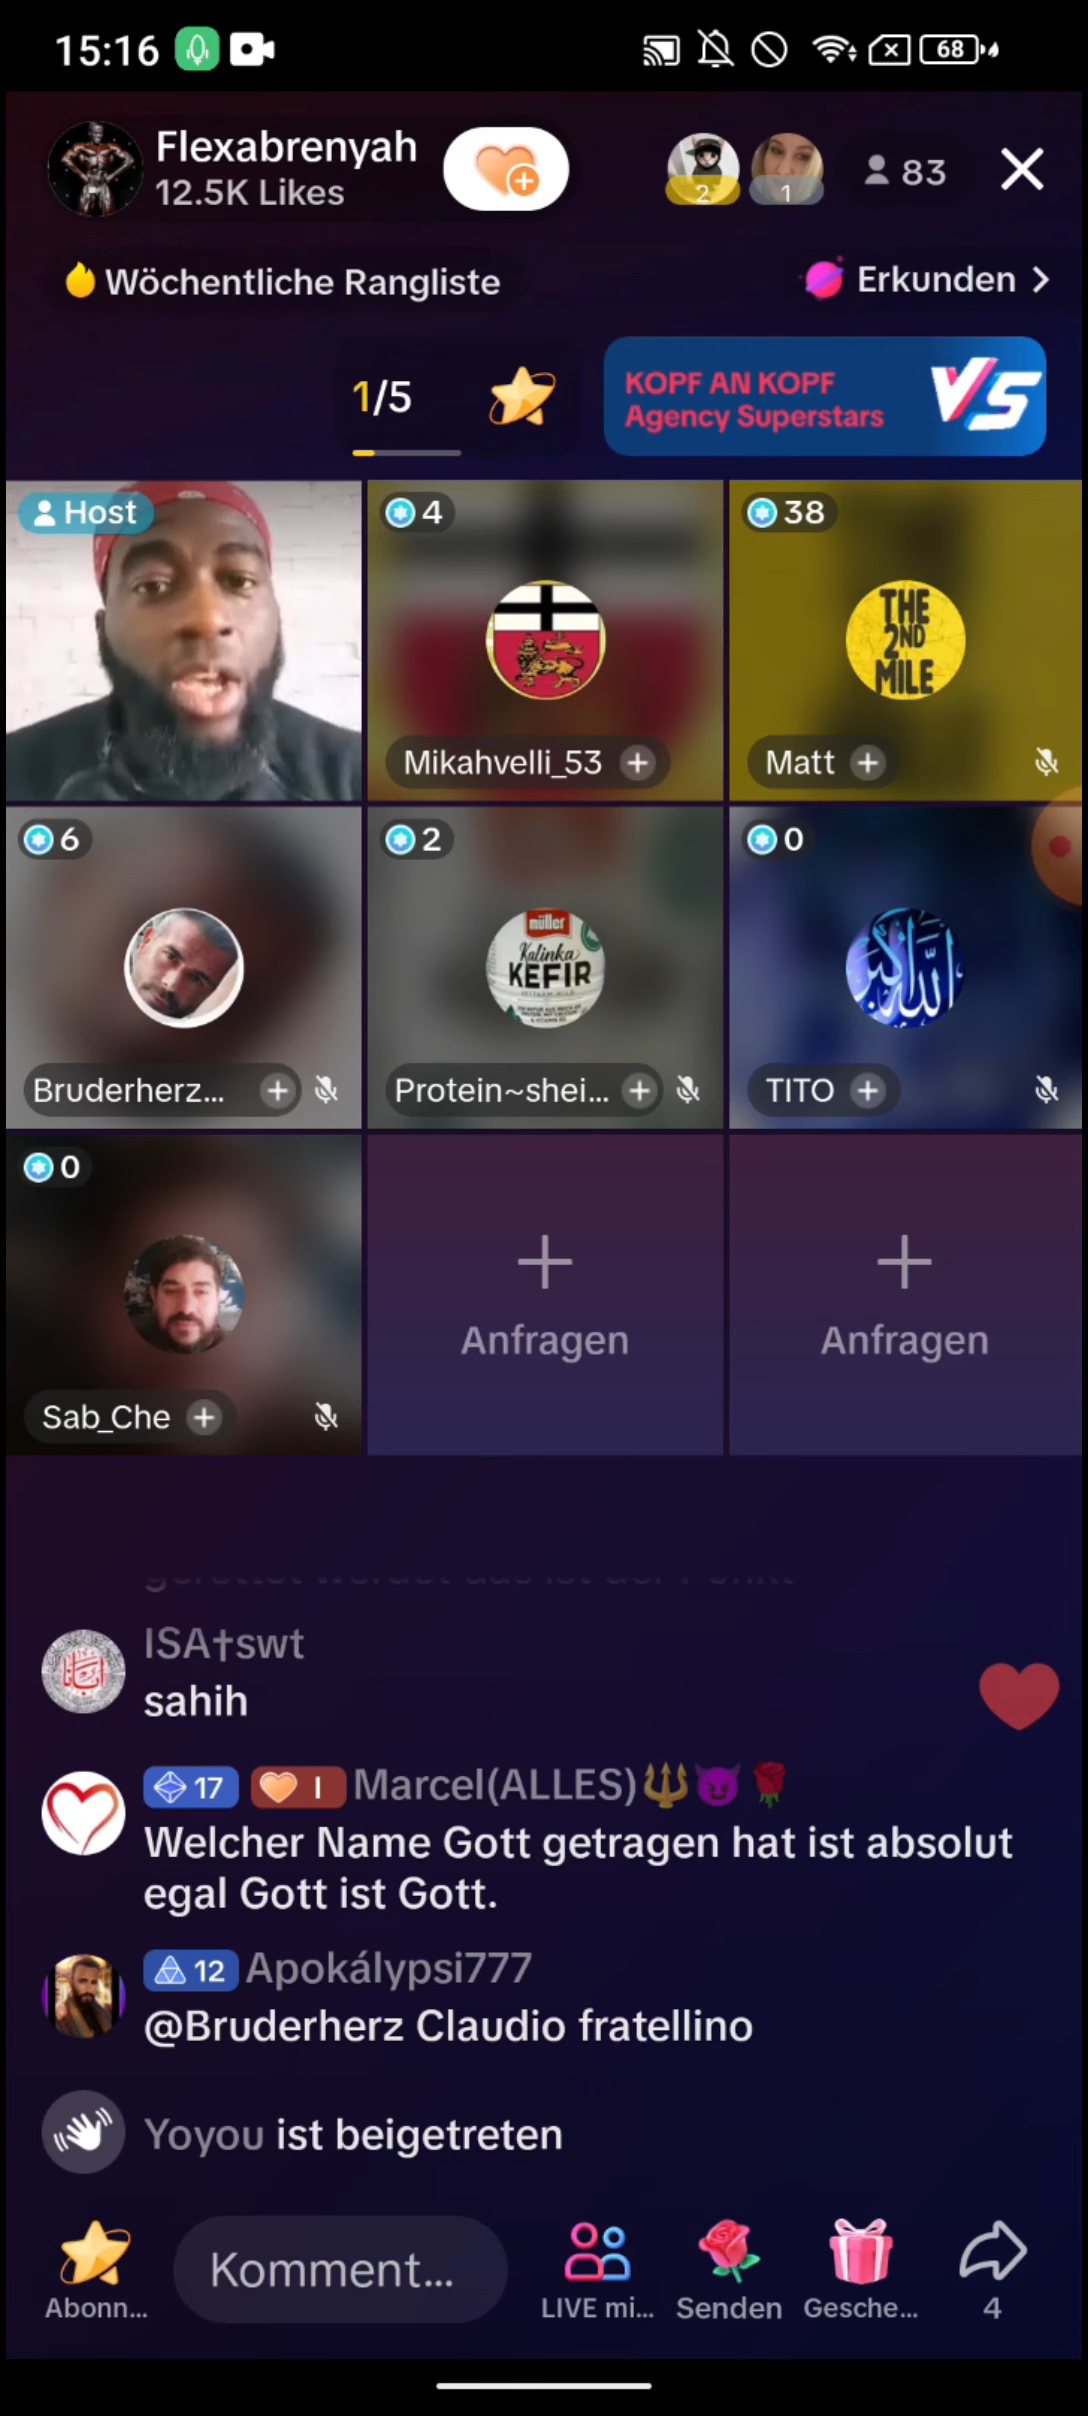 15:16
68
Flexabrenyah
12.5K Likes
2
1
83
Wöchentliche Rangliste
Erkunden
1/5
KOPF AN KOPF
Agency Superstars
VS
Host
4
38
THE
2ND
MILE
Mikahvelli_53
Matt
6
2
0
müller
Kalinka
KEFIR
الله أكبر
Bruderherz...
Protein~shei...
TITO
0
Anfragen
Anfragen
Sab_Che
ISA†swt
sahih
17 I Marcel(ALLES)🔱😈🌹
Welcher Name Gott getragen hat ist absolut
egal Gott ist Gott.
12 Apokálypsi777
@Bruderherz Claudio fratellino
Yoyou ist beigetreten
Komment...
Abonn...
LIVE mi...
Senden
Gesche...
4